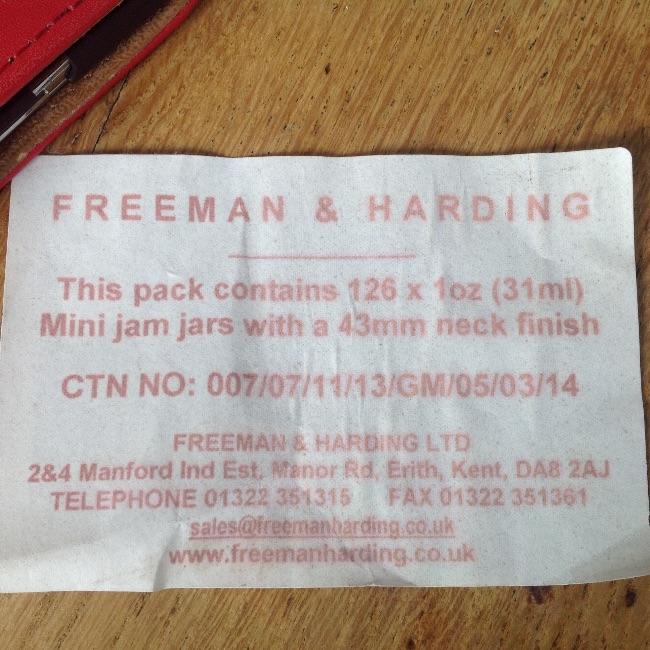 FREEMAN & HARDING
This pack contains 126 x 1oz (31ml)
Mini jam jars with a 43mm neck finish
CTN NO: 007/07/11/13/GM/05/03/14
FREEMAN & HARDING LTD
2&4 Manford Ind Est, Manor Rd, Erith, Kent, DA8 2AJ
TELEPHONE 01322 351315 FAX 01322 351361
sales@freemanharding.co.uk
www.freemanharding.co.uk